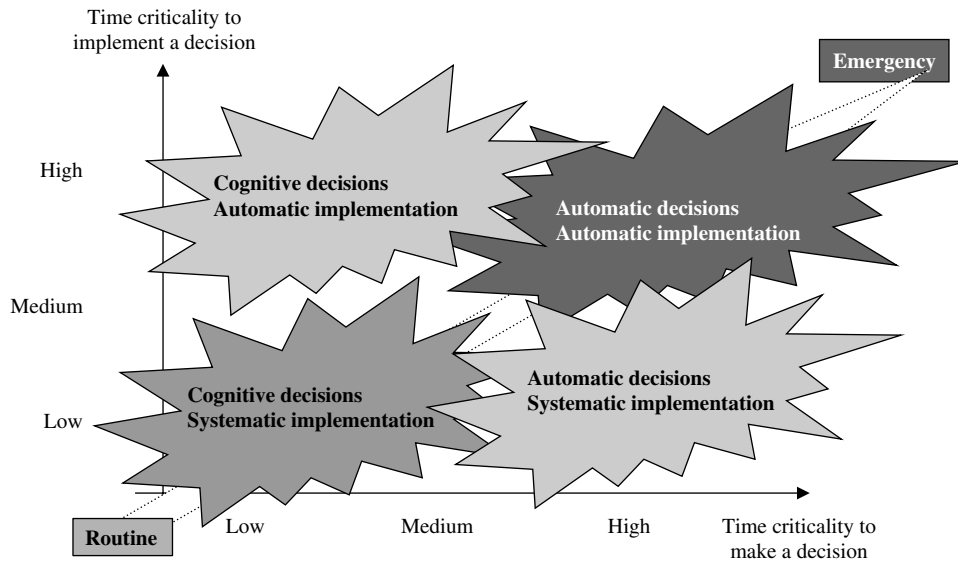 Time criticality to
implement a decision
Emergency
High
Cognitive decisions
Automatic implementation
Automatic decisions
Automatic implementation
Medium
Cognitive decisions
Systematic implementation
Automatic decisions
Systematic implementation
Low
Routine
Low
Medium
High
Time criticality to
make a decision